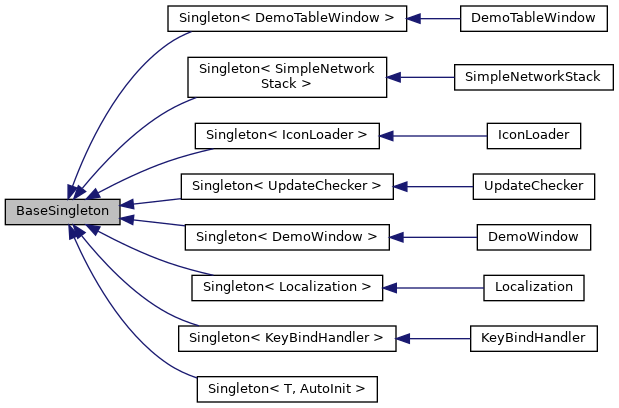 Singleton< DemoTableWindow >
DemoTableWindow
Singleton< SimpleNetwork
Stack >
SimpleNetworkStack
Singleton< IconLoader >
IconLoader
Singleton< UpdateChecker >
UpdateChecker
BaseSingleton
Singleton< DemoWindow >
DemoWindow
Singleton< Localization >
Localization
Singleton< KeyBindHandler >
KeyBindHandler
Singleton< T, AutoInit >